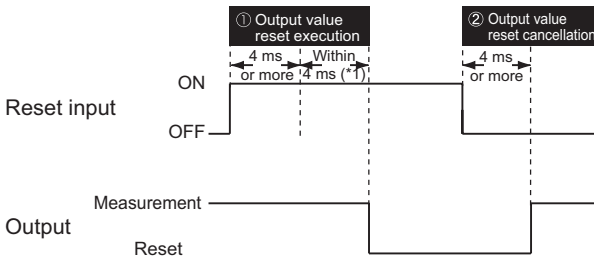 ① Output value
reset execution
② Output value
reset cancellation
4 ms
or more
Within
4 ms (*1)
4 ms
or more
ON
Reset input
OFF
Measurement
Output
Reset